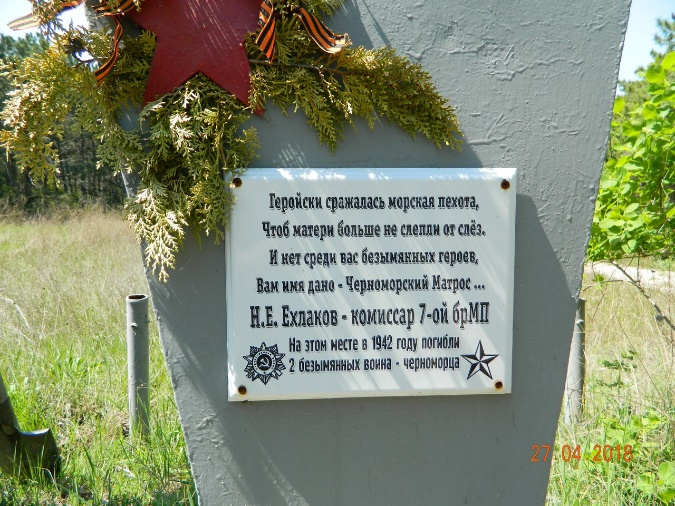 Геройски сражалась морская пехота,
Чтоб матери больше не слепли от слёз.
И нет среди вас безымянных героев,
Вам имя дано - Черноморский Матрос ...
Н.Е. Ехлаков - комиссар 7-ой брМП
На этом месте в 1942 году погибли
2 безымянных воина - черноморца
27 04 2018